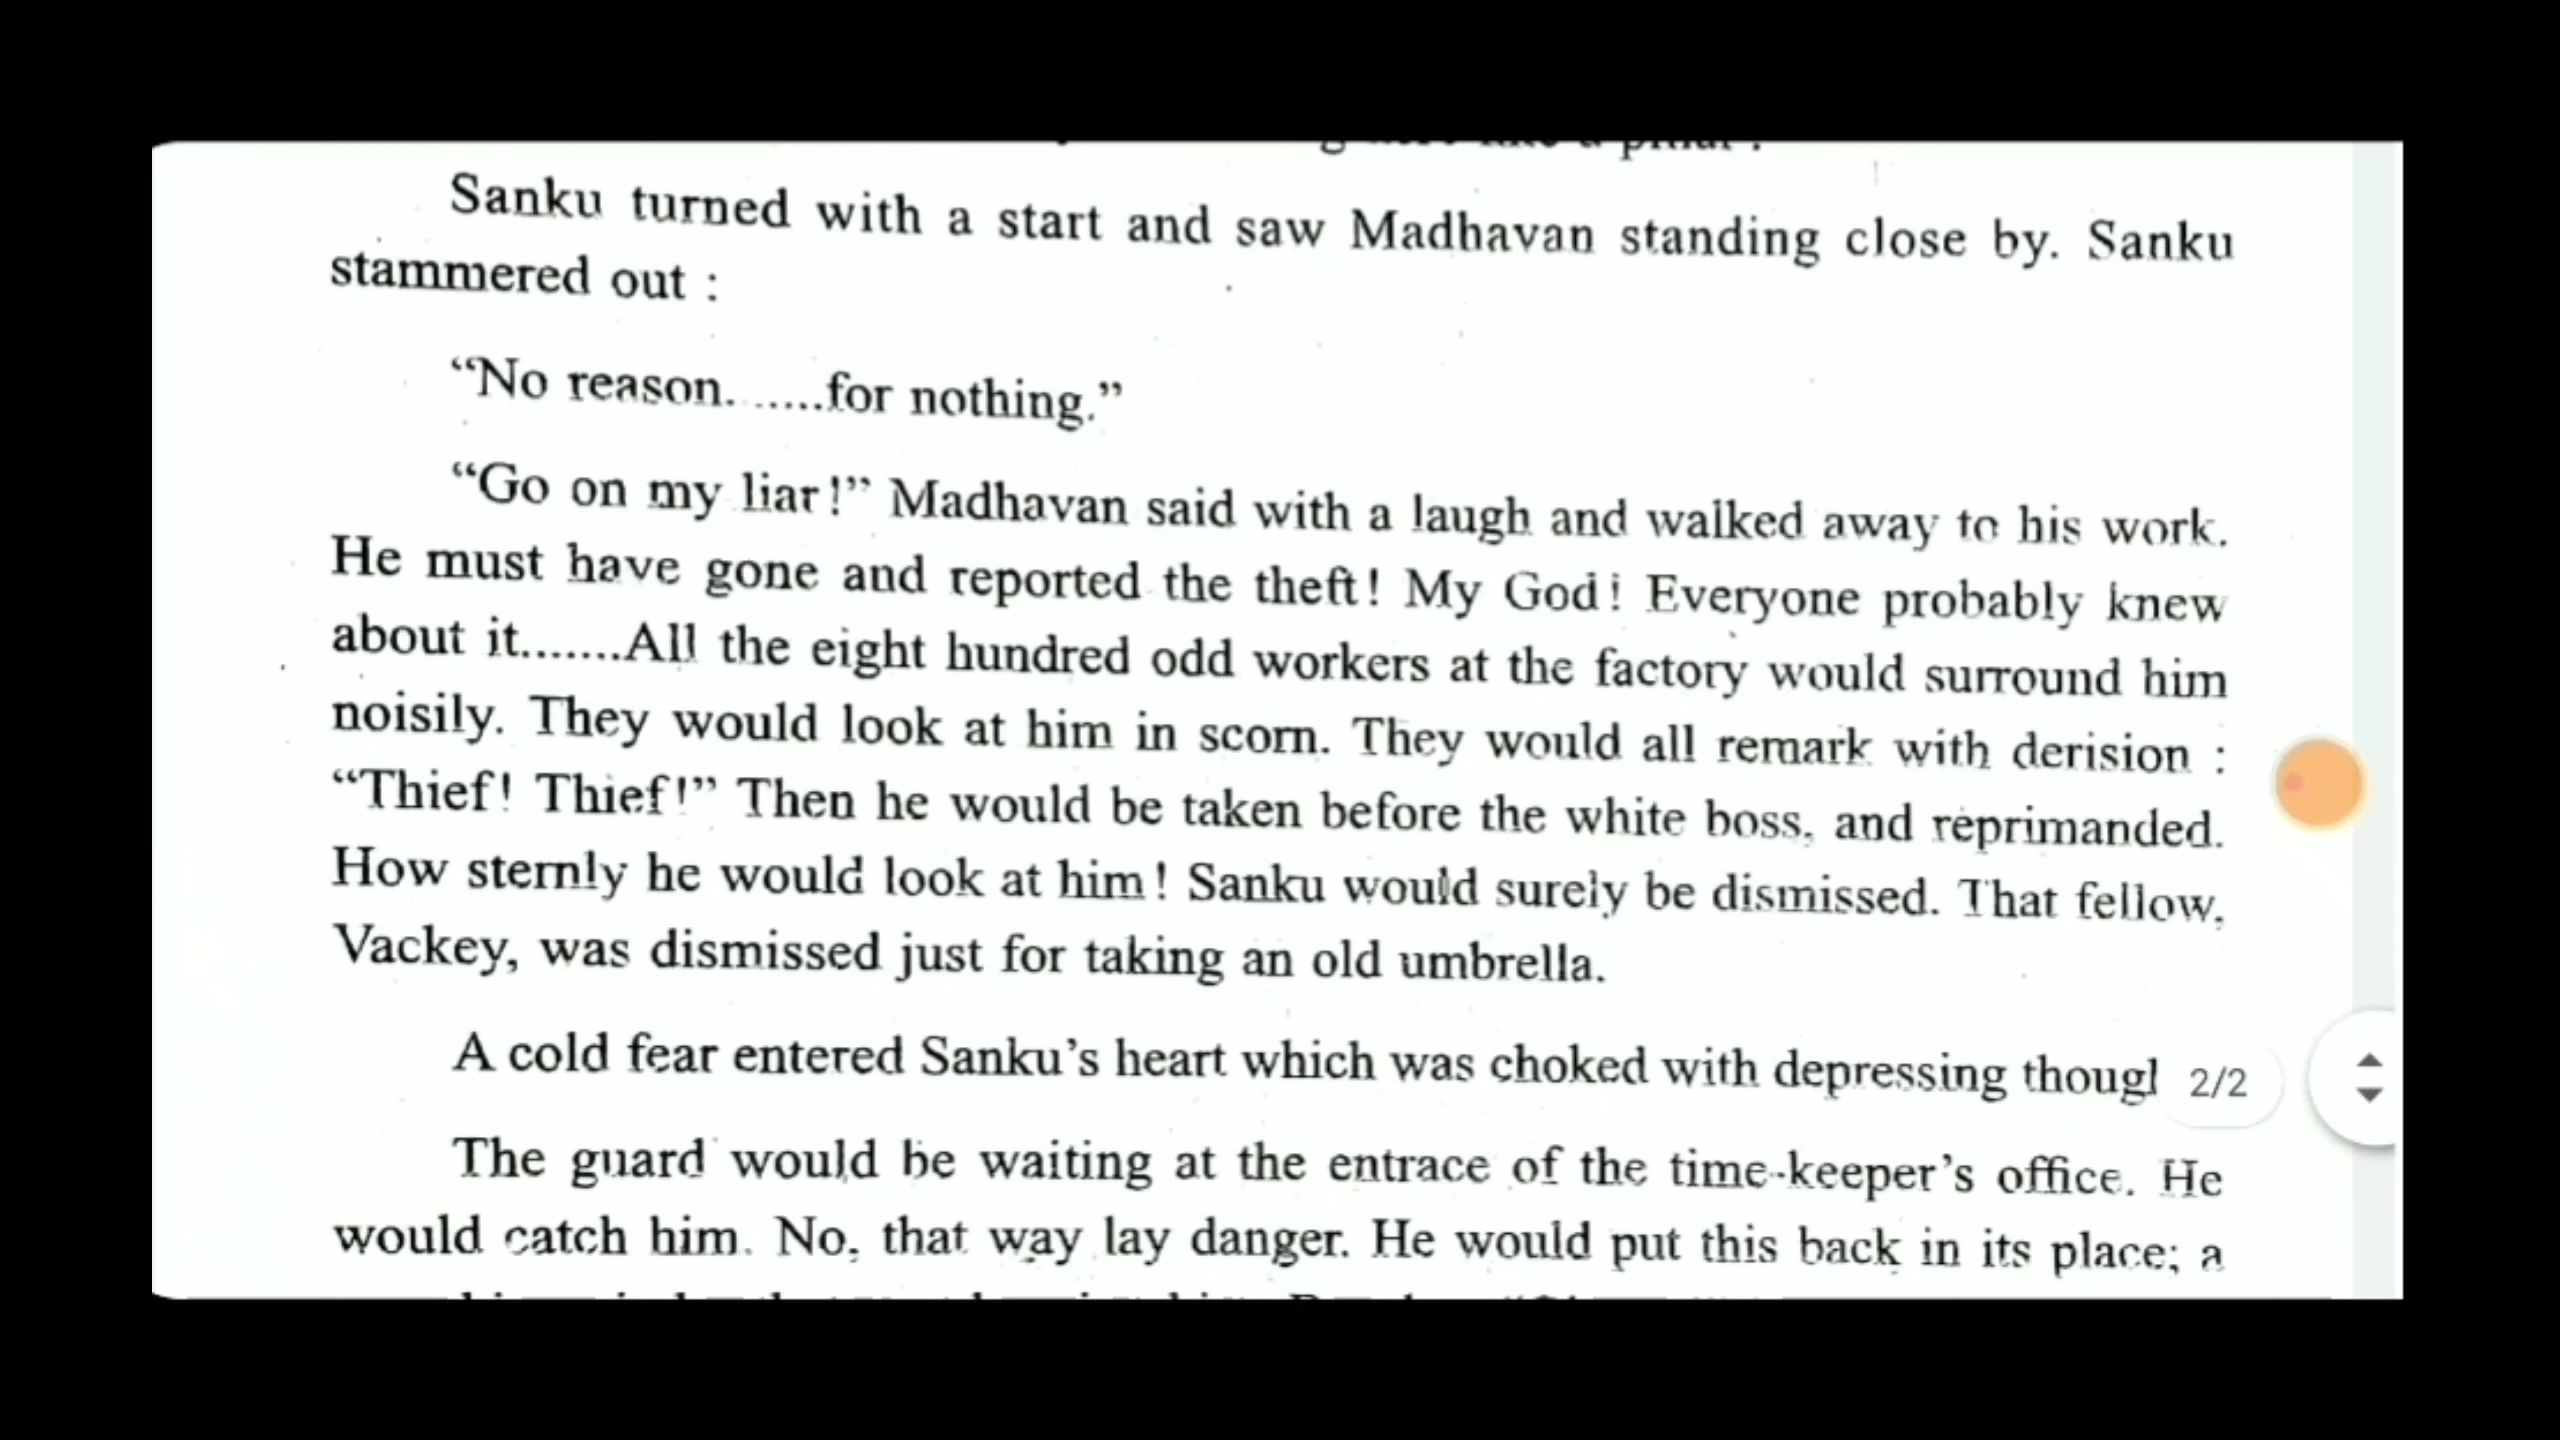 Sanku turned with a start and saw Madhavan standing close by. Sanku
stammered out :
“No reason. ......for nothing.”
“Go on my liar!” Madhavan said with a laugh and walked away to his work.
He must have gone and reported the theft! My God! Everyone probably knew
about it.......All the eight hundred odd workers at the factory would surround him
noisily. They would look at him in scorn. They would all remark with derision :
“Thief! Thief!” Then he would be taken before the white boss, and reprimanded.
How sternly he would look at him! Sanku would surely be dismissed. That fellow,
Vackey, was dismissed just for taking an old umbrella.
A cold fear entered Sanku’s heart which was choked with depressing though
2/2
The guard would be waiting at the entrace of the time-keeper’s office. He
would catch him. No, that way lay danger. He would put this back in its place; a